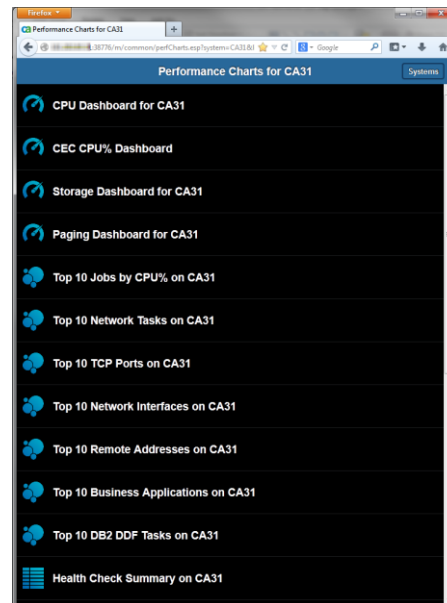 Firefox
Performance Charts for CA31
:38776/m/common/perfCharts.esp?system=CA31&l
Google
Performance Charts for CA31
Systems
CPU Dashboard for CA31
CEC CPU% Dashboard
Storage Dashboard for CA31
Paging Dashboard for CA31
Top 10 Jobs by CPU% on CA31
Top 10 Network Tasks on CA31
Top 10 TCP Ports on CA31
Top 10 Network Interfaces on CA31
Top 10 Remote Addresses on CA31
Top 10 Business Applications on CA31
Top 10 DB2 DDF Tasks on CA31
Health Check Summary on CA31